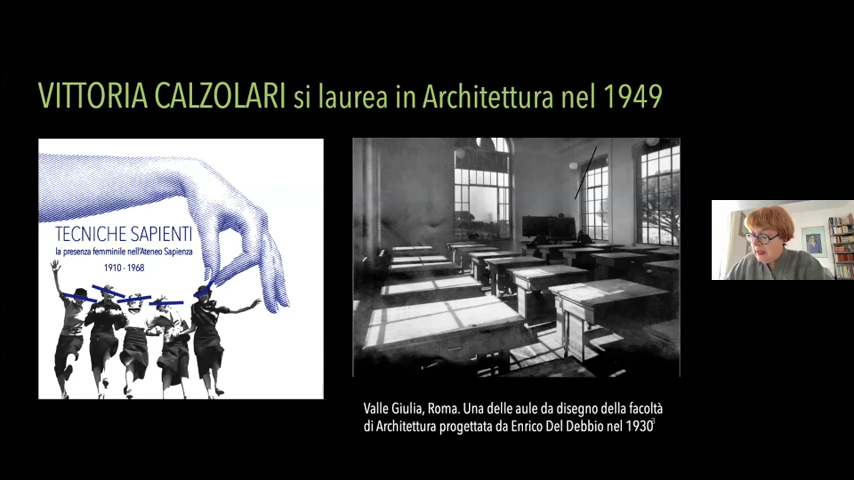 VITTORIA CALZOLARI si laurea in Architettura nel 1949
TECNICHE SAPIENTI
la presenza femminile nell'Ateneo Sapienza
1910 - 1968
Valle Giulia, Roma. Una delle aule da disegno della facoltà
di Architettura progettata da Enrico Del Debbio nel 1930